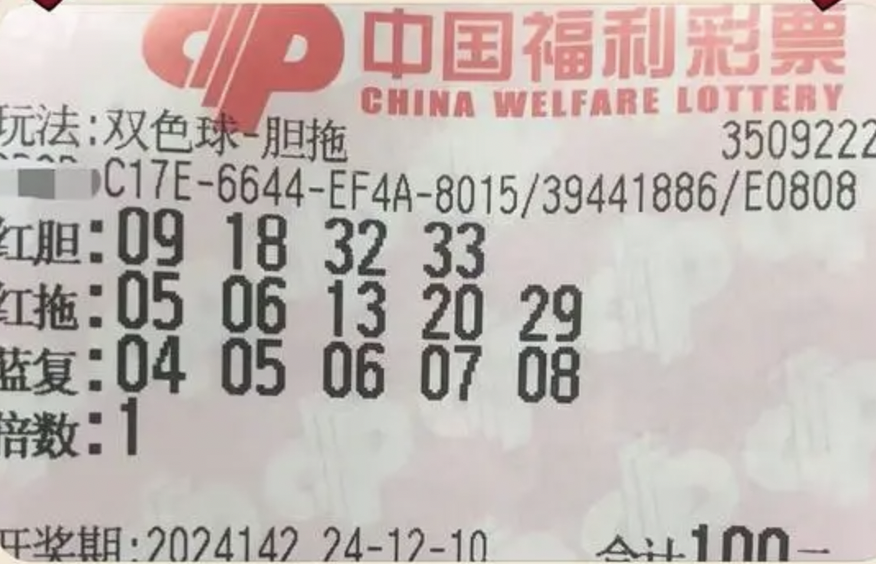 中国福利彩票
CHINA WELFARE LOTTERY
玩法:双色球-胆拖 3509222
C17E-6644-EF4A-8015/39441886/E0808
红胆:09 18 32 33
红拖:05 06 13 20 29
蓝复:04 05 06 07 08
倍数:1
开奖期:2024142 24-12-10 合计100